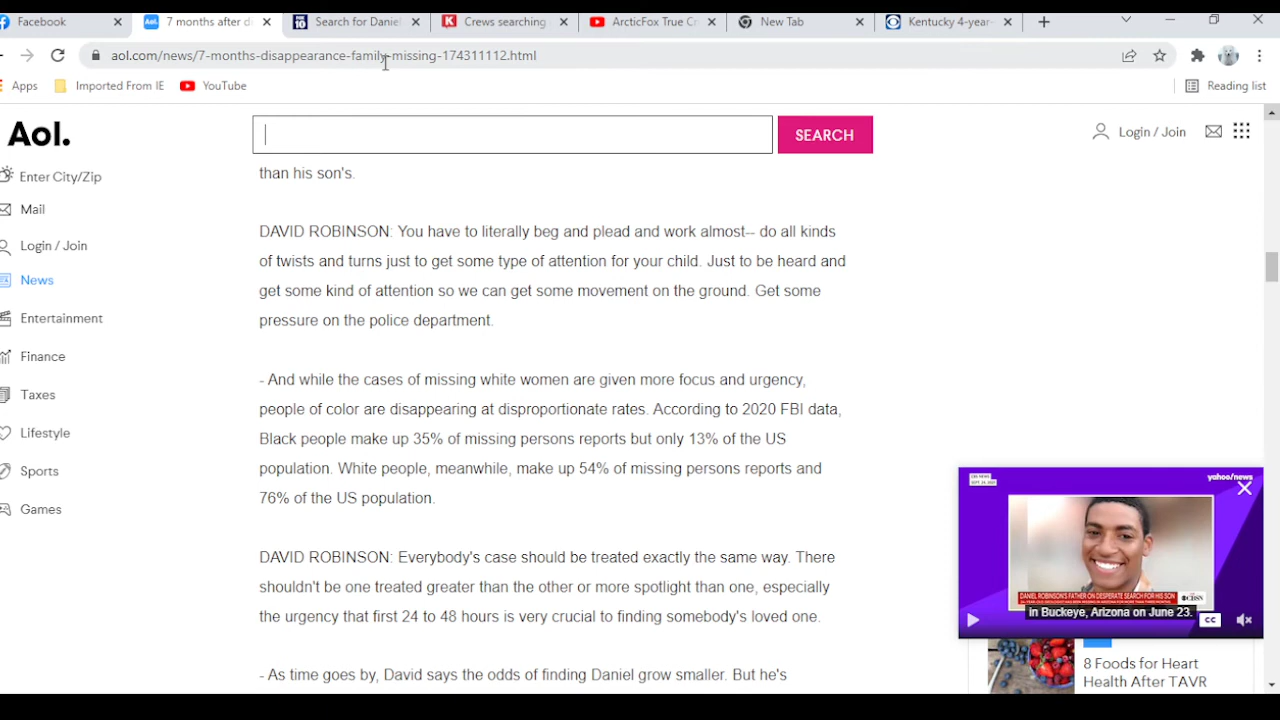 Facebook
7 months after di
Search for Daniel
Crews searching
ArcticFox True Cr
New Tab
Kentucky 4-year-
aol.com/news/7-months-disappearance-family-missing-174311112.html
Apps
Imported From IE
YouTube
Reading list
Aol.
SEARCH
Login / Join
Enter City/Zip
Mail
Login / Join
News
Entertainment
Finance
Taxes
Lifestyle
Sports
Games
than his son's.
DAVID ROBINSON: You have to literally beg and plead and work almost-- do all kinds
of twists and turns just to get some type of attention for your child. Just to be heard and
get some kind of attention so we can get some movement on the ground. Get some
pressure on the police department.
- And while the cases of missing white women are given more focus and urgency,
people of color are disappearing at disproportionate rates. According to 2020 FBI data,
Black people make up 35% of missing persons reports but only 13% of the US
population. White people, meanwhile, make up 54% of missing persons reports and
76% of the US population.
DAVID ROBINSON: Everybody's case should be treated exactly the same way. There
shouldn't be one treated greater than the other or more spotlight than one, especially
the urgency that first 24 to 48 hours is very crucial to finding somebody's loved one.
- As time goes by, David says the odds of finding Daniel grow smaller. But he's
yahoo/news
DANIEL ROBINSON'S FATHER ON DESPERATE SEARCH FOR HIS SON
CBSN
in Buckeye, Arizona on June 23.
CC
8 Foods for Heart
Health After TAVR